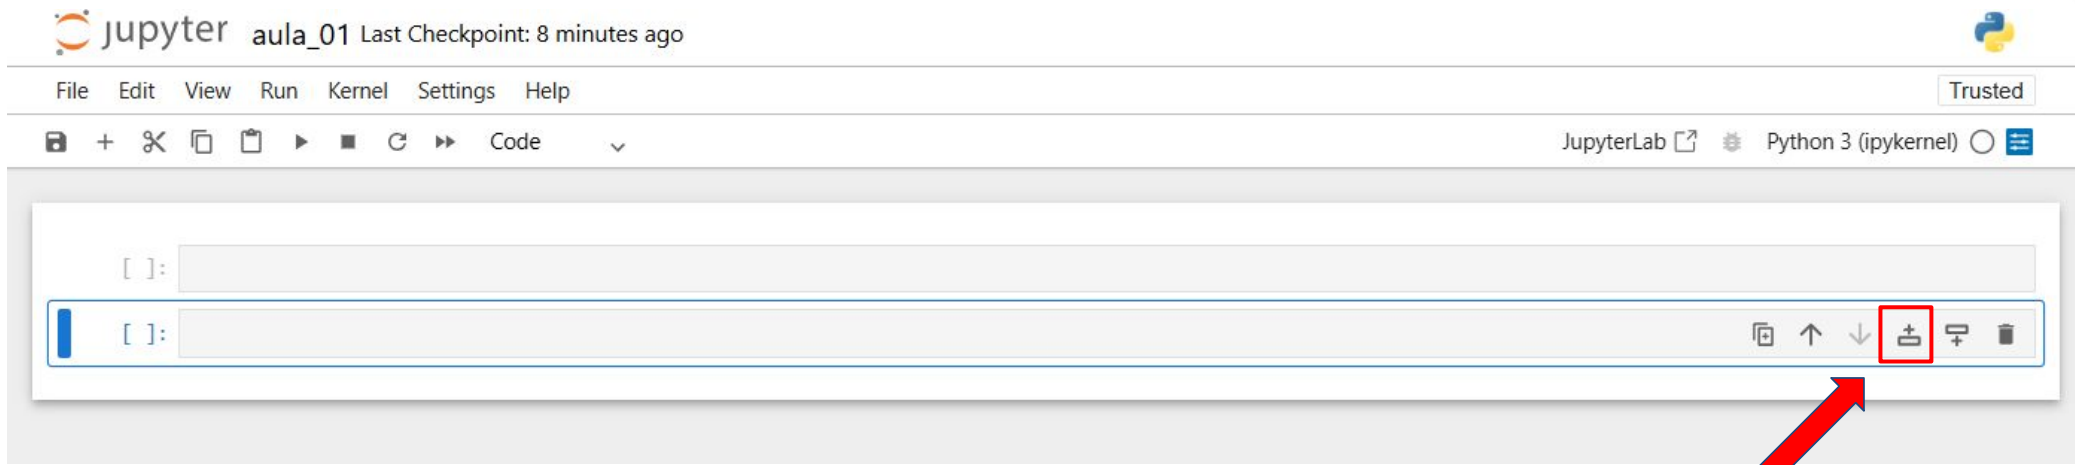 jupyter aula_01 Last Checkpoint: 8 minutes ago
File Edit View Run Kernel Settings Help Trusted
Code JupyterLab Python 3 (ipykernel)
[ ]:
[ ]: